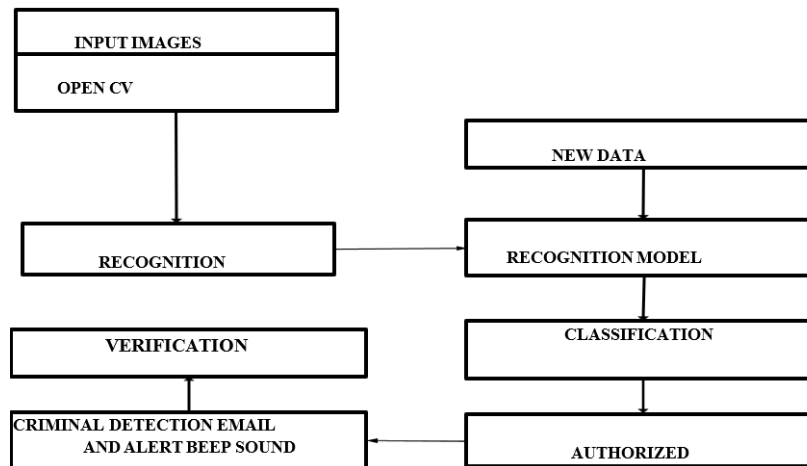 INPUT IMAGES
OPEN CV
NEW DATA
RECOGNITION
RECOGNITION MODEL
VERIFICATION
CLASSIFICATION
CRIMINAL DETECTION EMAIL
AND ALERT BEEP SOUND
AUTHORIZED